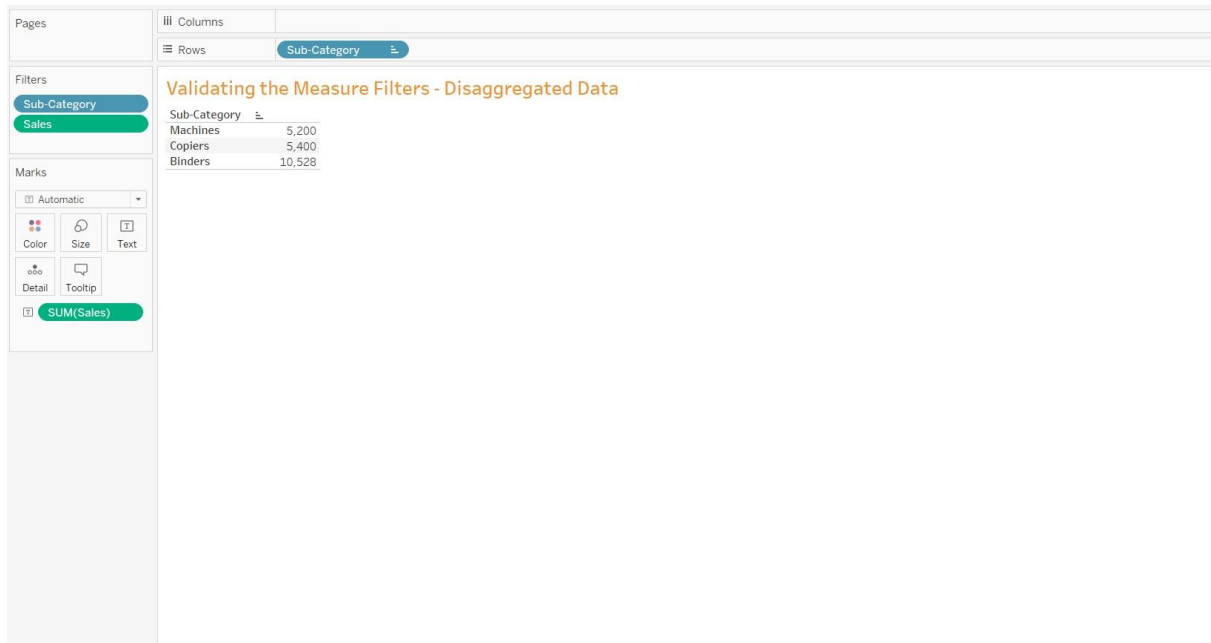 Pages
Columns
Rows
Sub-Category
Filters
Sub-Category
Sales
Marks
Automatic
Color Size Text
Detail Tooltip
SUM(Sales)
Validating the Measure Filters - Disaggregated Data
Sub-Category
Machines 5,200
Copiers 5,400
Binders 10,528